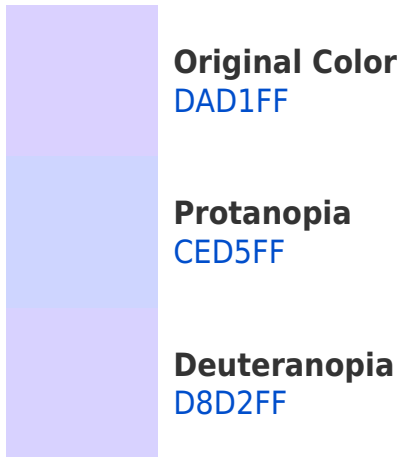 Original Color
DAD1FF
Protanopia
CED5FF
Deuteranopia
D8D2FF